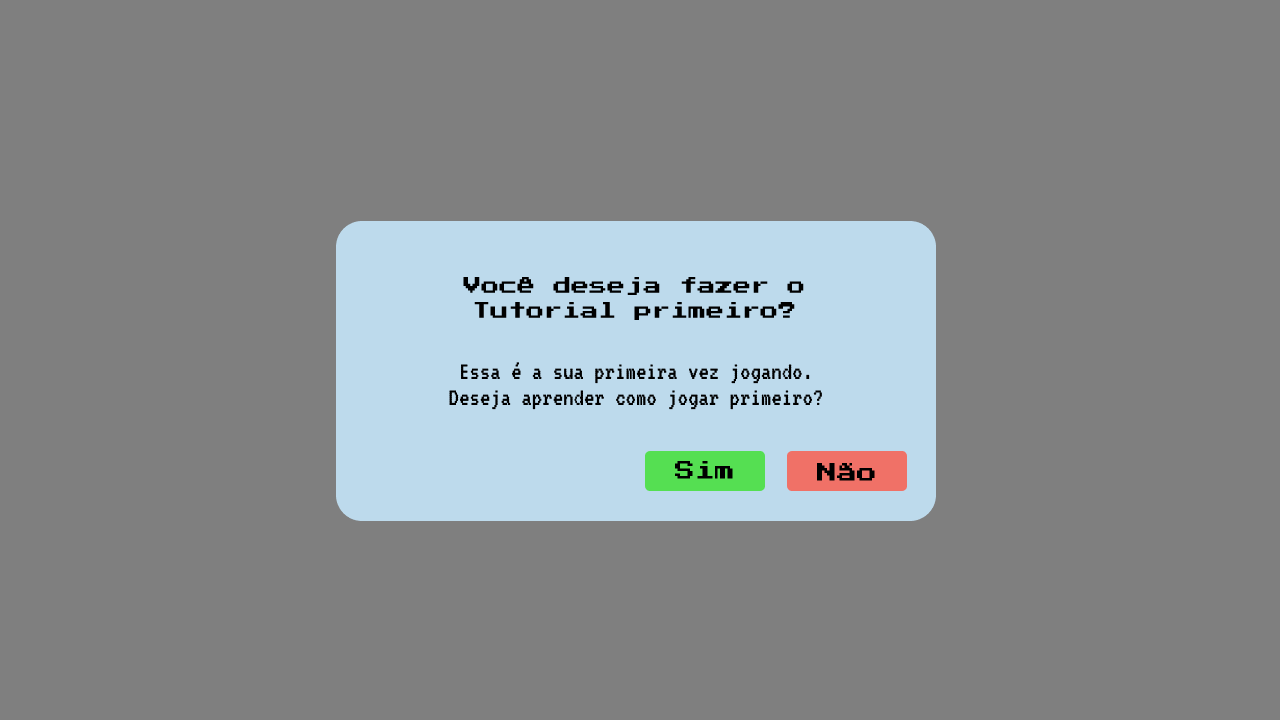 Você deseja fazer o
Tutorial primeiro?
Essa é a sua primeira vez jogando.
Deseja aprender como jogar primeiro?
Sim
Não